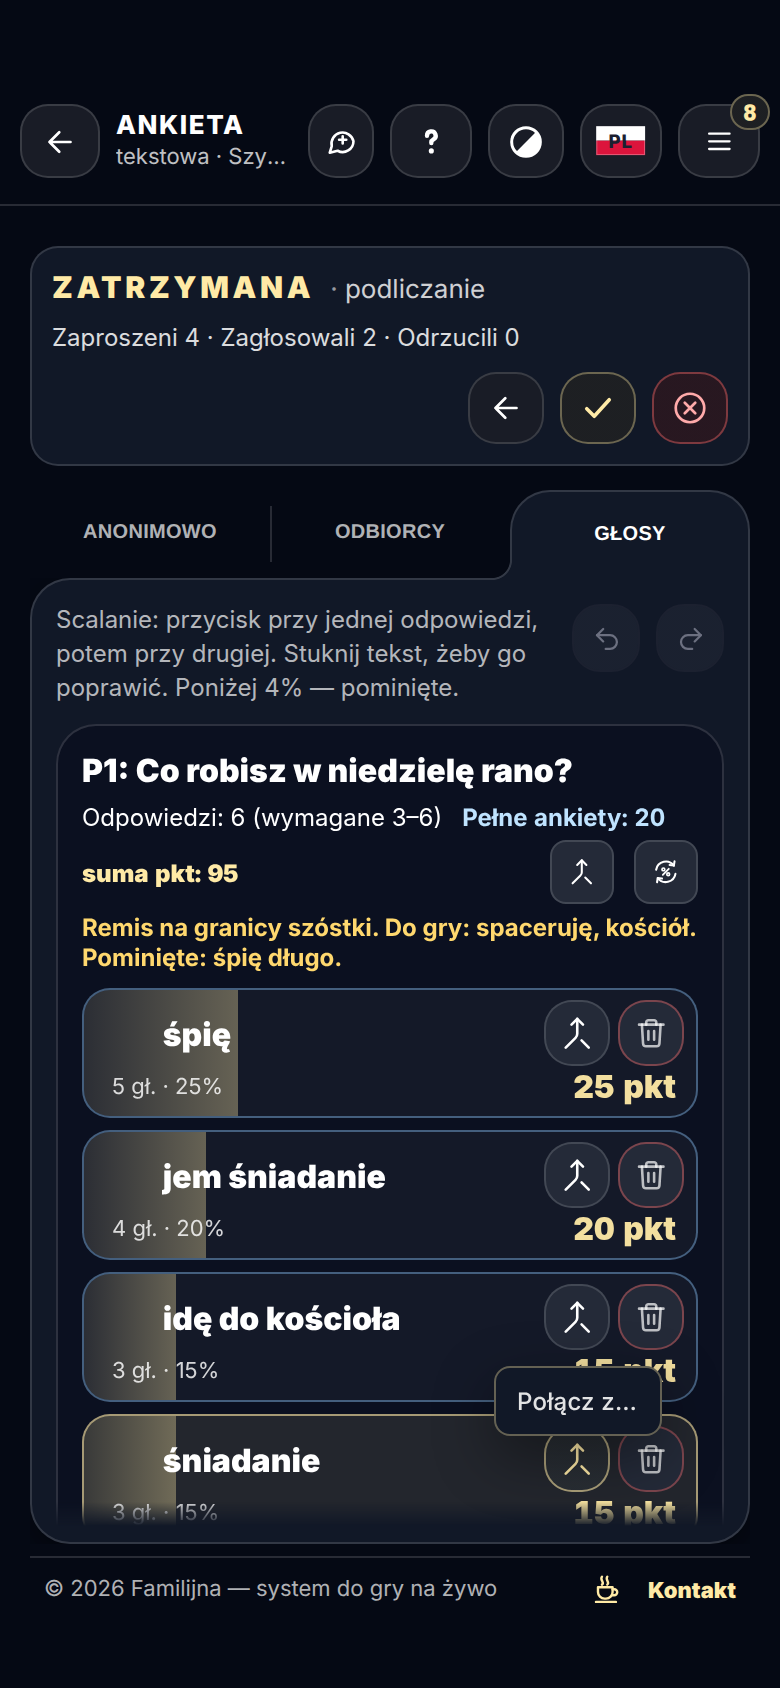 ANKIETA
tekstowa · Szy...
?
PL
8
ZATRZYMANA · podliczanie
Zaproszeni 4 · Zagłosowali 2 · Odrzucili 0
ANONIMOWO
ODBIORCY
GŁOSY
Scalanie: przycisk przy jednej odpowiedzi,
potem przy drugiej. Stuknij tekst, żeby go
poprawić. Poniżej 4% — pominięte.
P1: Co robisz w niedzielę rano?
Odpowiedzi: 6 (wymagane 3–6) Pełne ankiety: 20
suma pkt: 95
Remis na granicy szóstki. Do gry: spaceruję, kościół.
Pominięte: śpię długo.
śpię
5 gł. · 25%
25 pkt
jem śniadanie
4 gł. · 20%
20 pkt
idę do kościoła
3 gł. · 15%
15 pkt
Połącz z...
śniadanie
3 gł. · 15%
15 pkt
© 2026 Familijna — system do gry na żywo
Kontakt